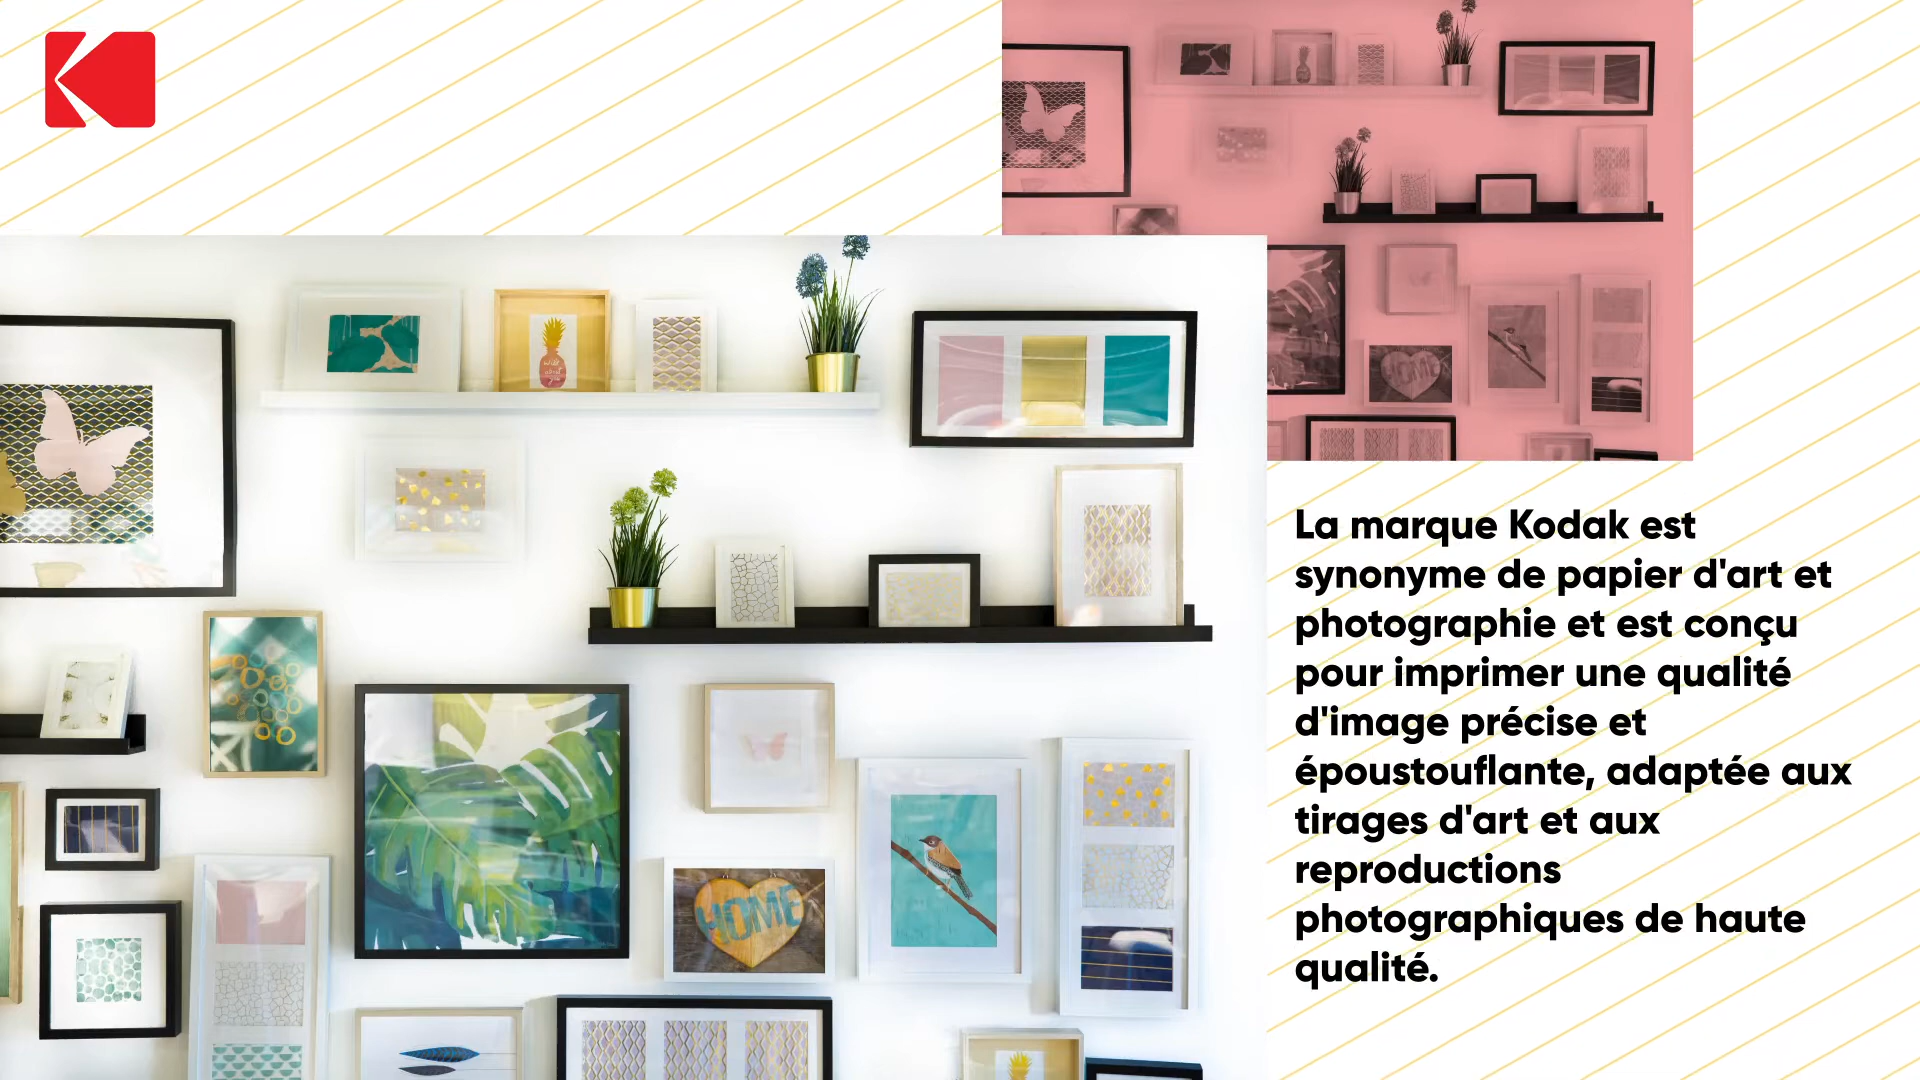 La marque Kodak est
synonyme de papier d'art et
photographie et est conçu
pour imprimer une qualité
d'image précise et
époustouflante, adaptée aux
tirages d'art et aux
reproductions
photographiques de haute
qualité.
HOME